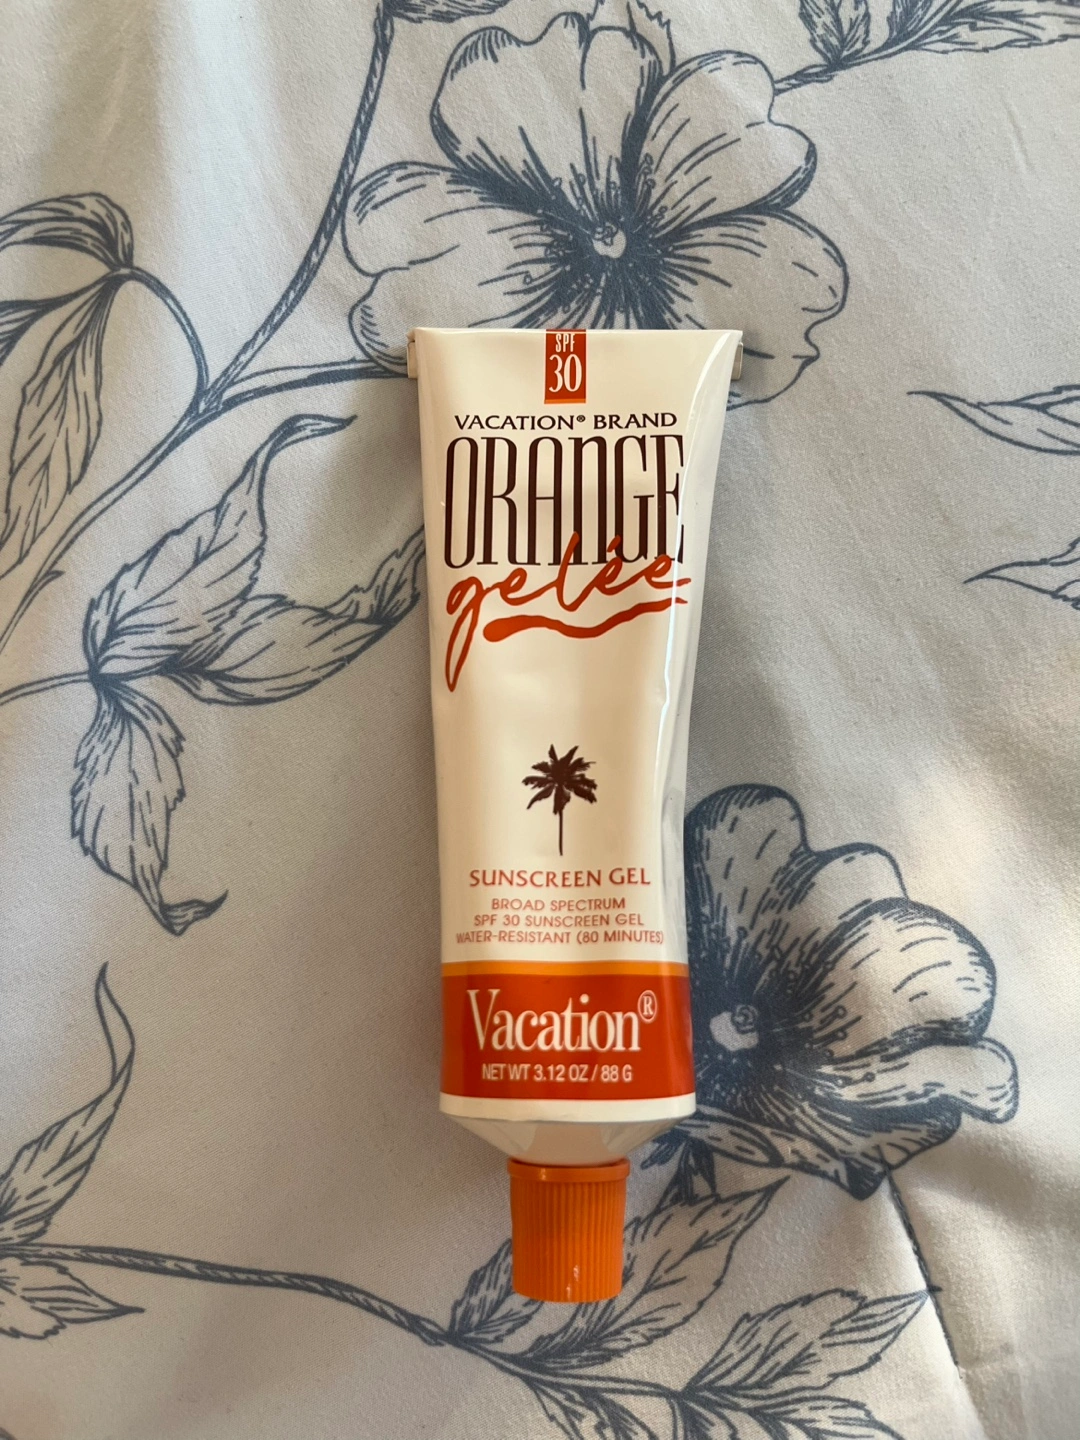 SPF
30
VACATION® BRAND
ORANGE
gelée
SUNSCREEN GEL
BROAD SPECTRUM
SPF 30 SUNSCREEN GEL
WATER-RESISTANT (80 MINUTES)
Vacation®
NET WT 3.12 OZ / 88 G